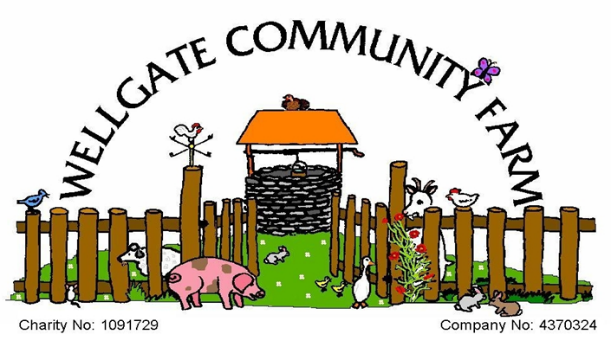 WELLGATE COMMUNITY FARM
Charity No: 1091729
Company No: 4370324